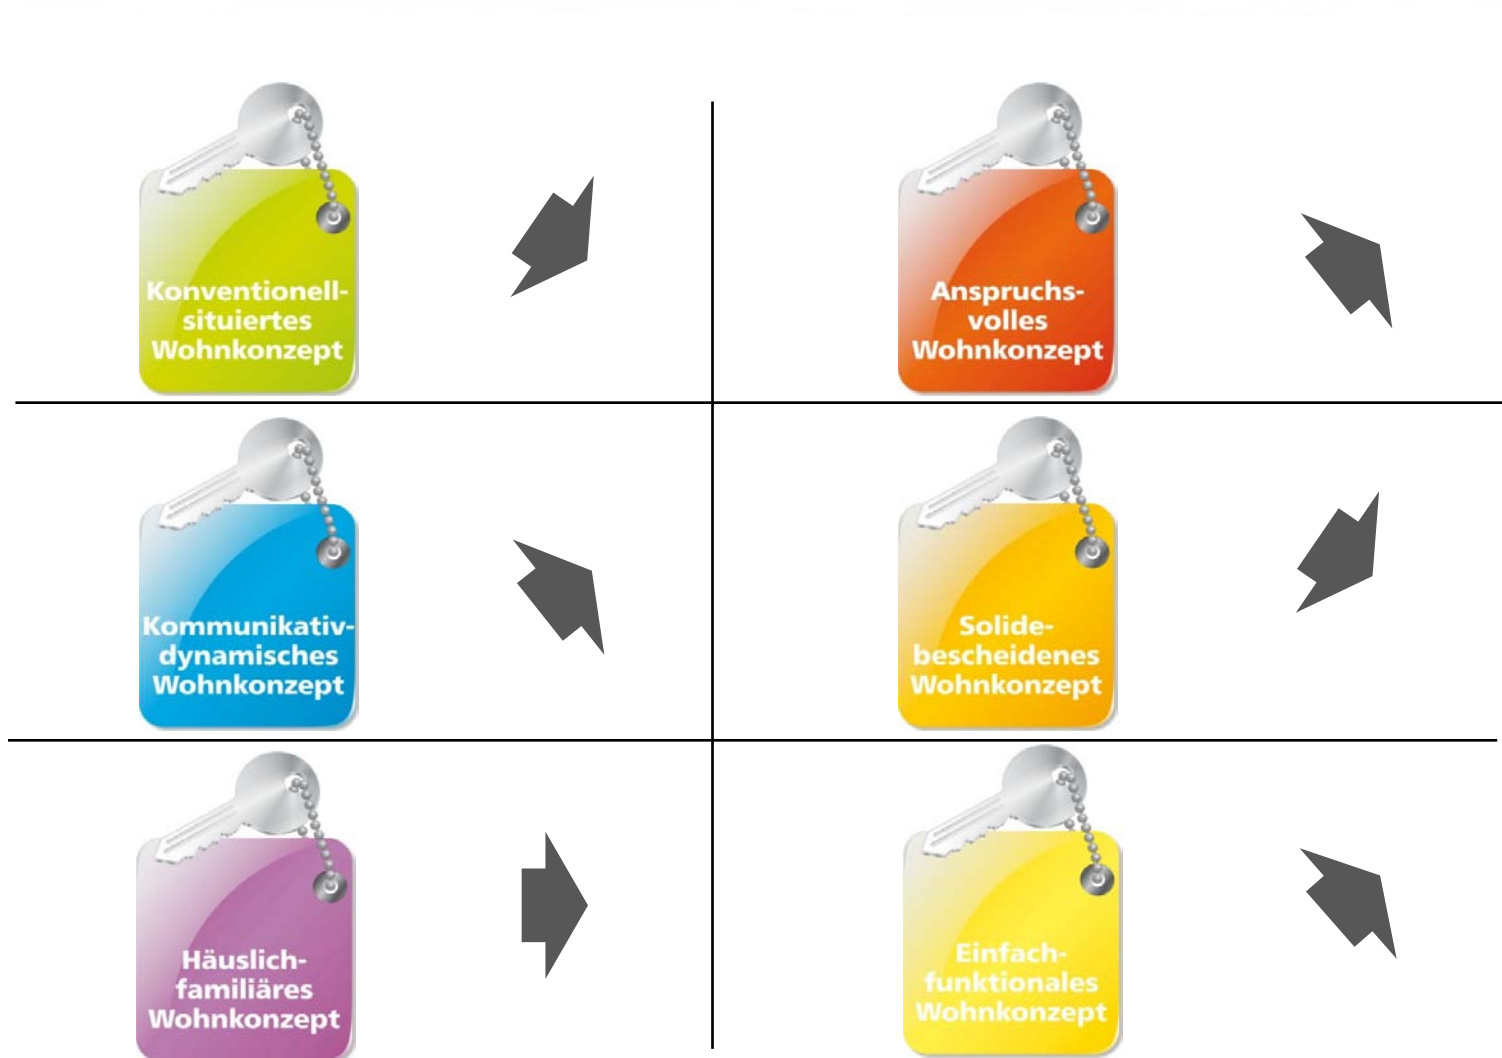 Konventionell-
situiertes
Wohnkonzept
Anspruchs-
volles
Wohnkonzept
Kommunikativ-
dynamisches
Wohnkonzept
Solide-
bescheidenes
Wohnkonzept
Häuslich-
familiäres
Wohnkonzept
Einfach-
funktionales
Wohnkonzept